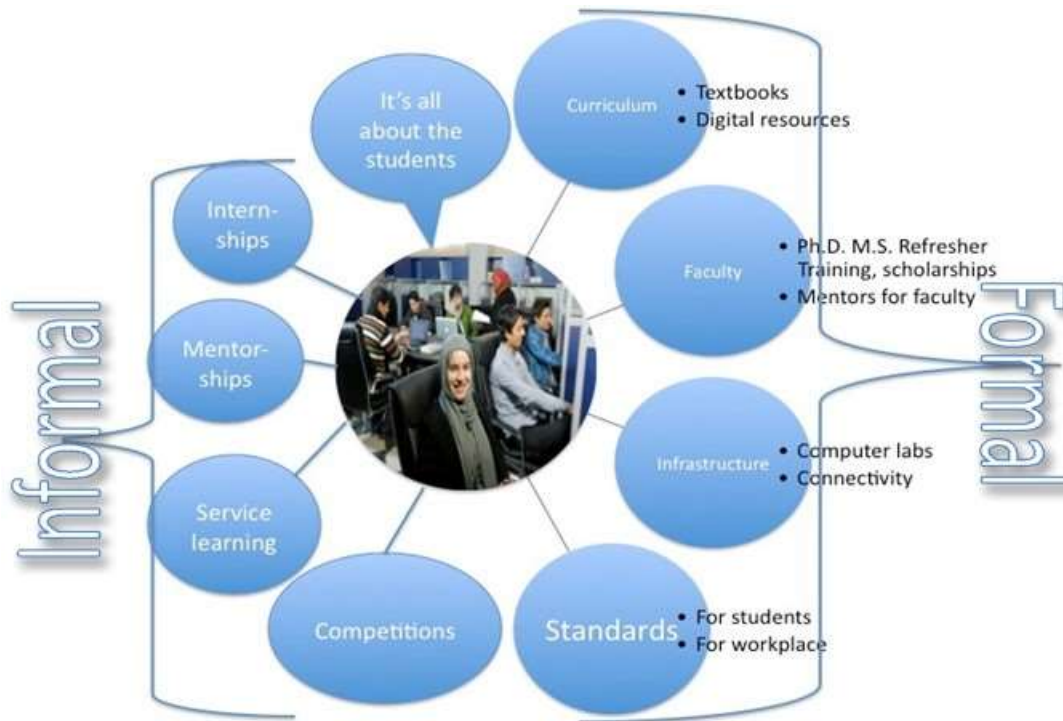 It's all
about the
students
Curriculum
• Textbooks
• Digital resources
Faculty
• Ph.D. M.S. Refresher
Training, scholarships
• Mentors for faculty
Infrastructure
• Computer labs
• Connectivity
Standards
• For students
• For workplace
Formal
Intern-
ships
Mentor-
ships
Service
learning
Competitions
Informal